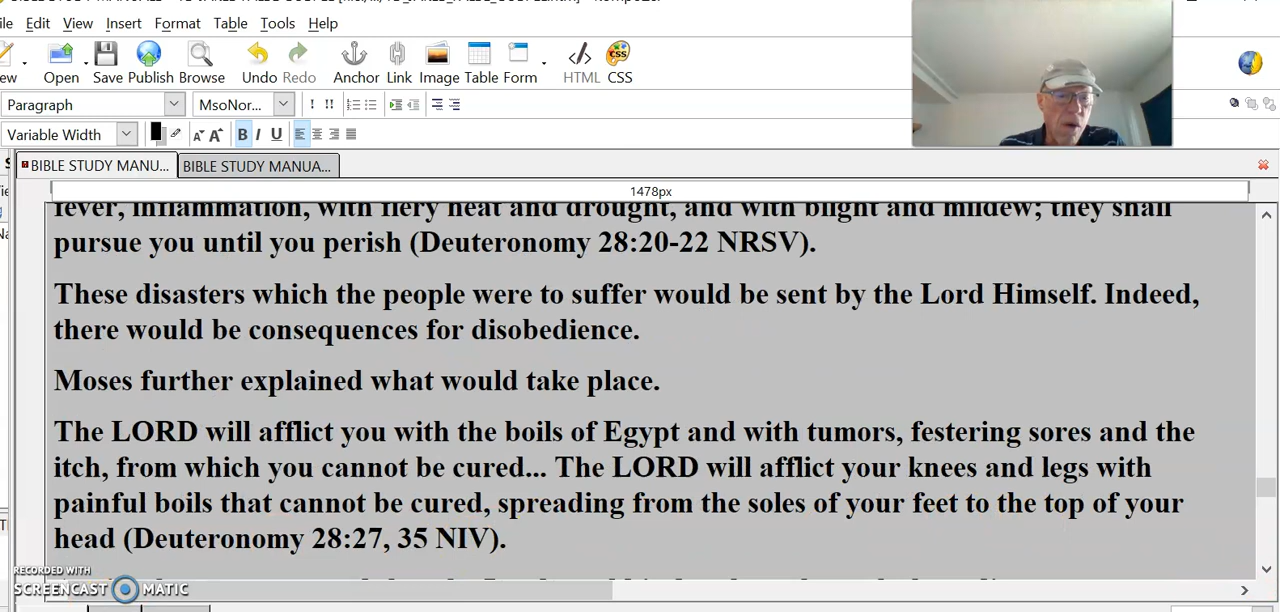 Edit View Insert Format Table Tools Help
Open Save Publish Browse Undo Redo Anchor Link Image Table Form HTML CSS
Paragraph MsoNor...
Variable Width B I U
BIBLE STUDY MANU... BIBLE STUDY MANUA...
1478px
fever, inflammation, with fiery heat and drought, and with blight and mildew; they shall
pursue you until you perish (Deuteronomy 28:20-22 NRSV).
These disasters which the people were to suffer would be sent by the Lord Himself. Indeed,
there would be consequences for disobedience.
Moses further explained what would take place.
The LORD will afflict you with the boils of Egypt and with tumors, festering sores and the
itch, from which you cannot be cured... The LORD will afflict your knees and legs with
painful boils that cannot be cured, spreading from the soles of your feet to the top of your
head (Deuteronomy 28:27, 35 NIV).
RECORDED WITH
SCREENCAST MATIC